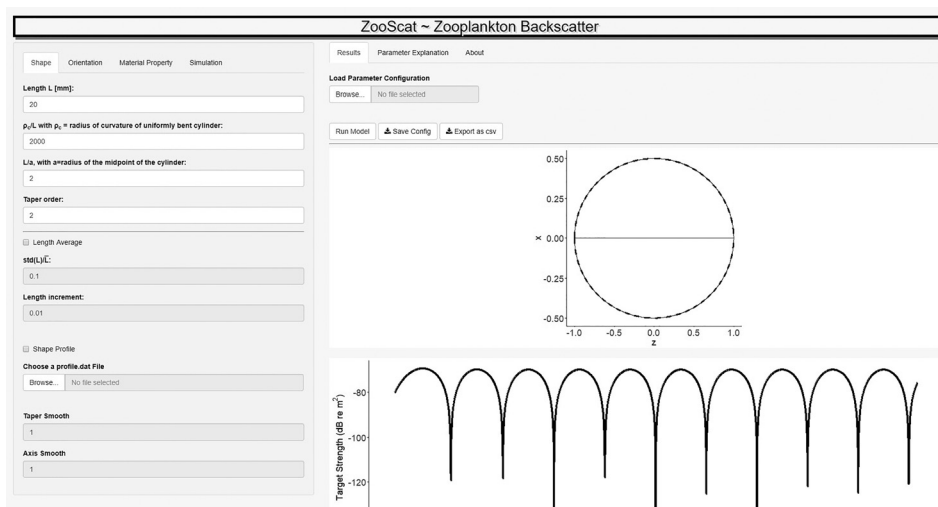 ZooScat ~ Zooplankton Backscatter
Shape Orientation Material Property Simulation
Length L [mm]:
20
ρc/L with ρc = radius of curvature of uniformly bent cylinder:
2000
L/a, with a=radius of the midpoint of the cylinder:
2
Taper order:
2
Length Average
std(L)/L̅:
0.1
Length increment:
0.01
Shape Profile
Choose a profile.dat File
Browse... No file selected
Taper Smooth
1
Axis Smooth
1
Results Parameter Explanation About
Load Parameter Configuration
Browse... No file selected
Run Model Save Config Export as csv
0.50
0.25
x 0.00
-0.25
-0.50
-1.0 -0.5 0.0 0.5 1.0
z
Target Strength (dB re m²)
-80
-100
-120